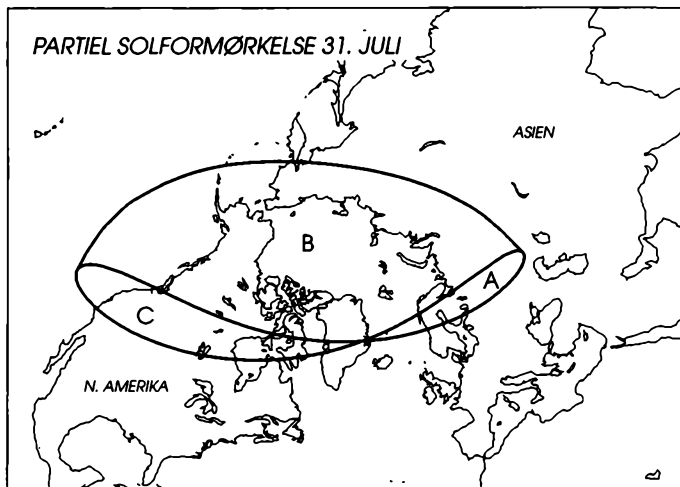 PARTIEL SOLFORMØRKELSE 31. JULI
ASIEN
B
A
C
N. AMERIKA